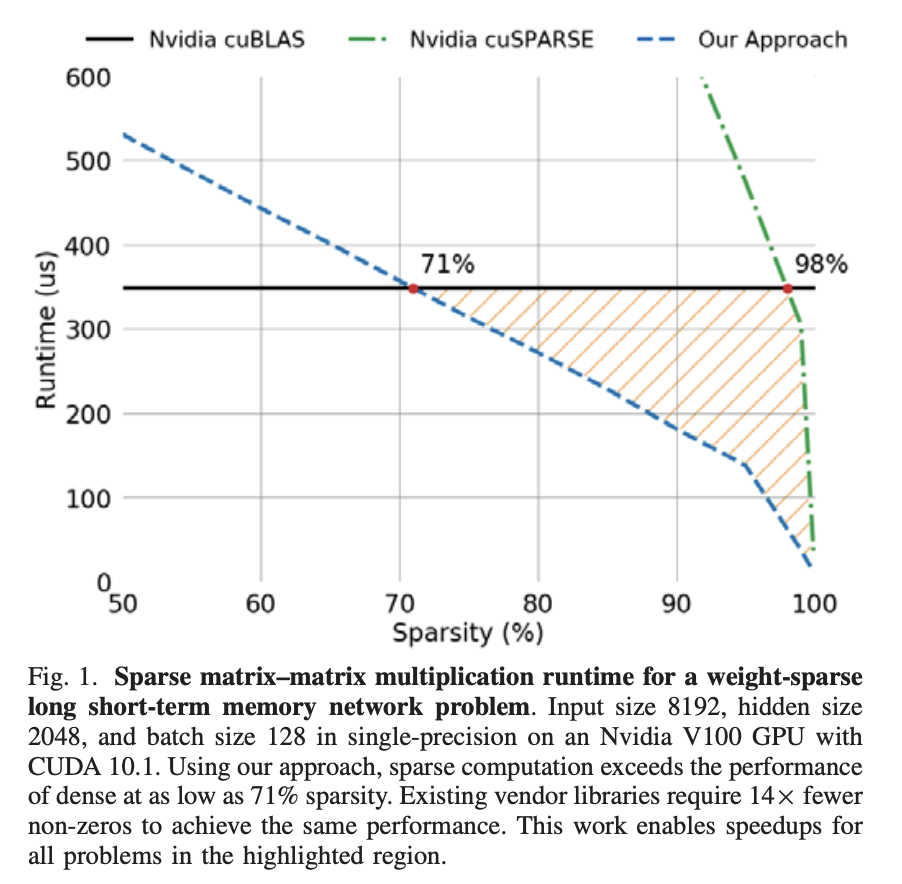 Nvidia cuBLAS Nvidia cuSPARSE Our Approach
600
500
400
300
200
100
0
Runtime (us)
71%
98%
50 60 70 80 90 100
Sparsity (%)
Fig. 1. Sparse matrix–matrix multiplication runtime for a weight-sparse
long short-term memory network problem. Input size 8192, hidden size
2048, and batch size 128 in single-precision on an Nvidia V100 GPU with
CUDA 10.1. Using our approach, sparse computation exceeds the performance
of dense at as low as 71% sparsity. Existing vendor libraries require 14× fewer
non-zeros to achieve the same performance. This work enables speedups for
all problems in the highlighted region.